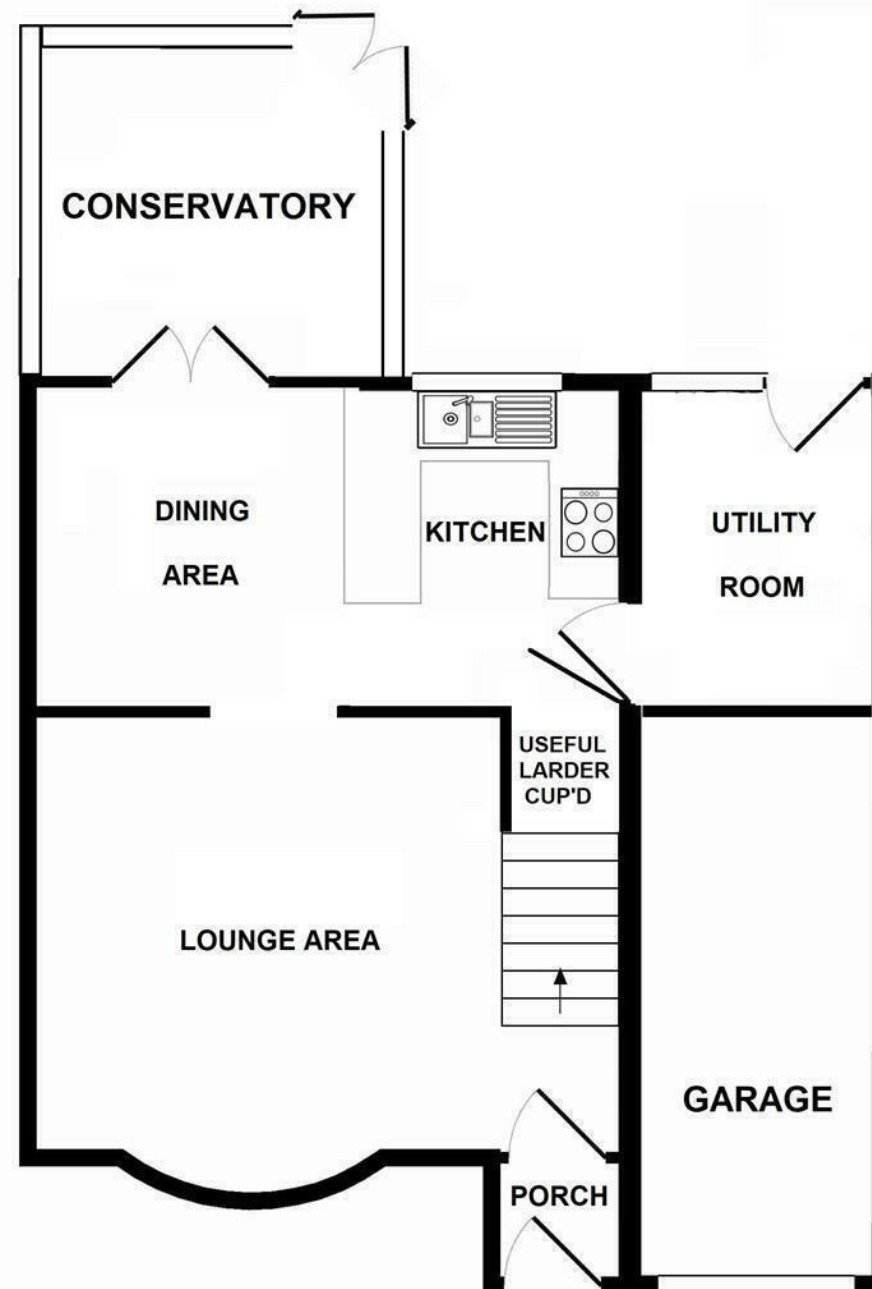 CONSERVATORY
DINING
AREA
KITCHEN
UTILITY
ROOM
USEFUL
LARDER
CUP'D
LOUNGE AREA
GARAGE
PORCH